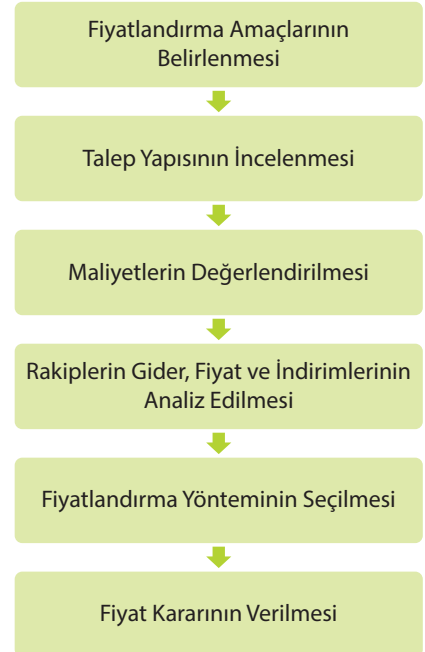 Fiyatlandırma Amaçlarının
Belirlenmesi
Talep Yapısının İncelenmesi
Maliyetlerin Değerlendirilmesi
Rakiplerin Gider, Fiyat ve İndirimlerinin
Analiz Edilmesi
Fiyatlandırma Yönteminin Seçilmesi
Fiyat Kararının Verilmesi